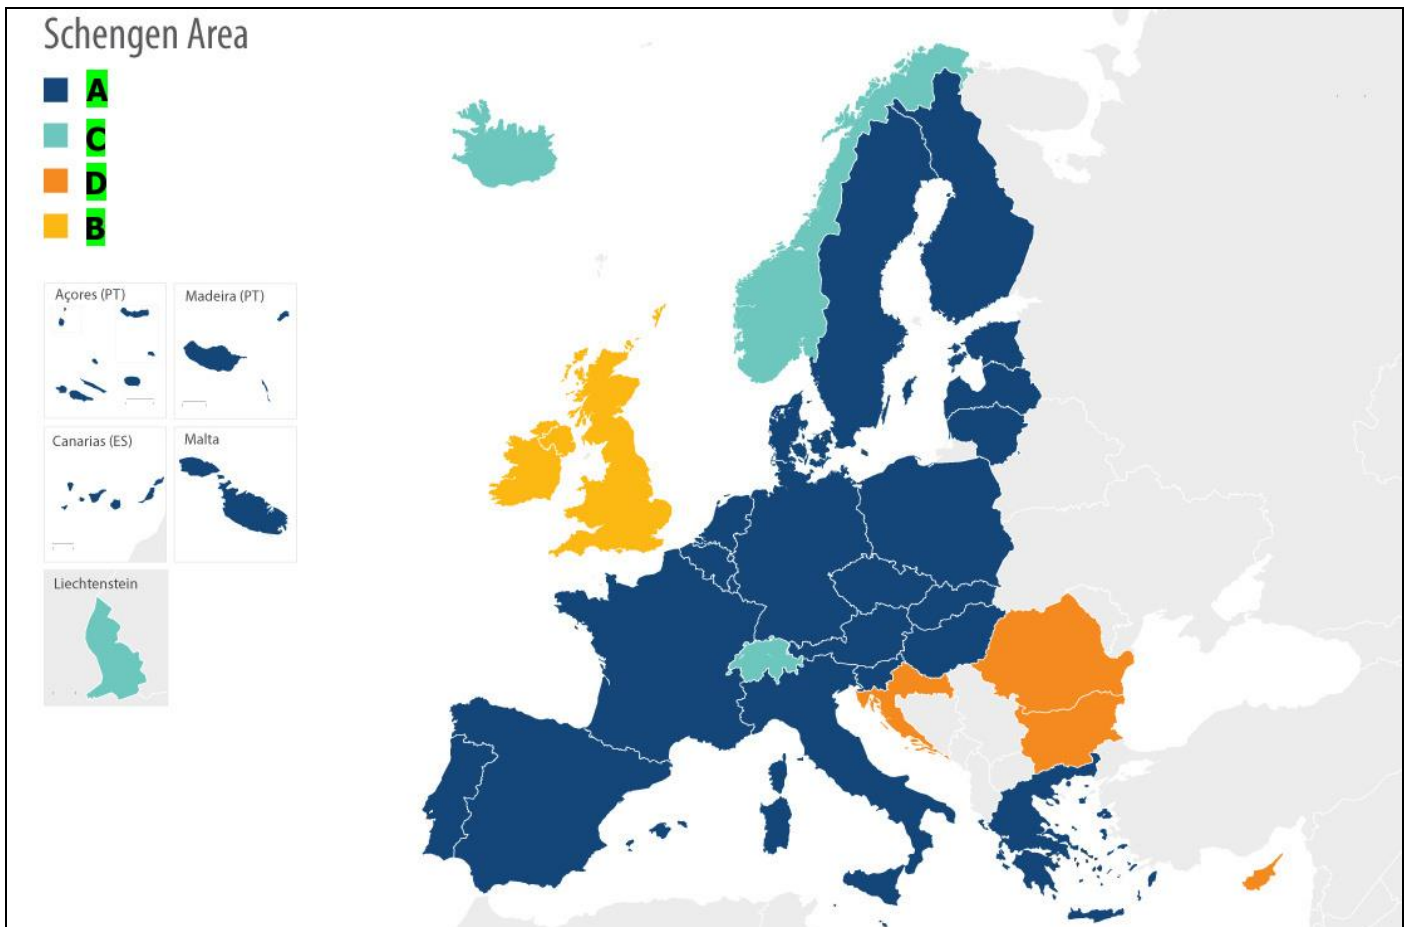 Schengen Area
A
C
D
B
Açores (PT)
Madeira (PT)
Canarias (ES)
Malta
Liechtenstein